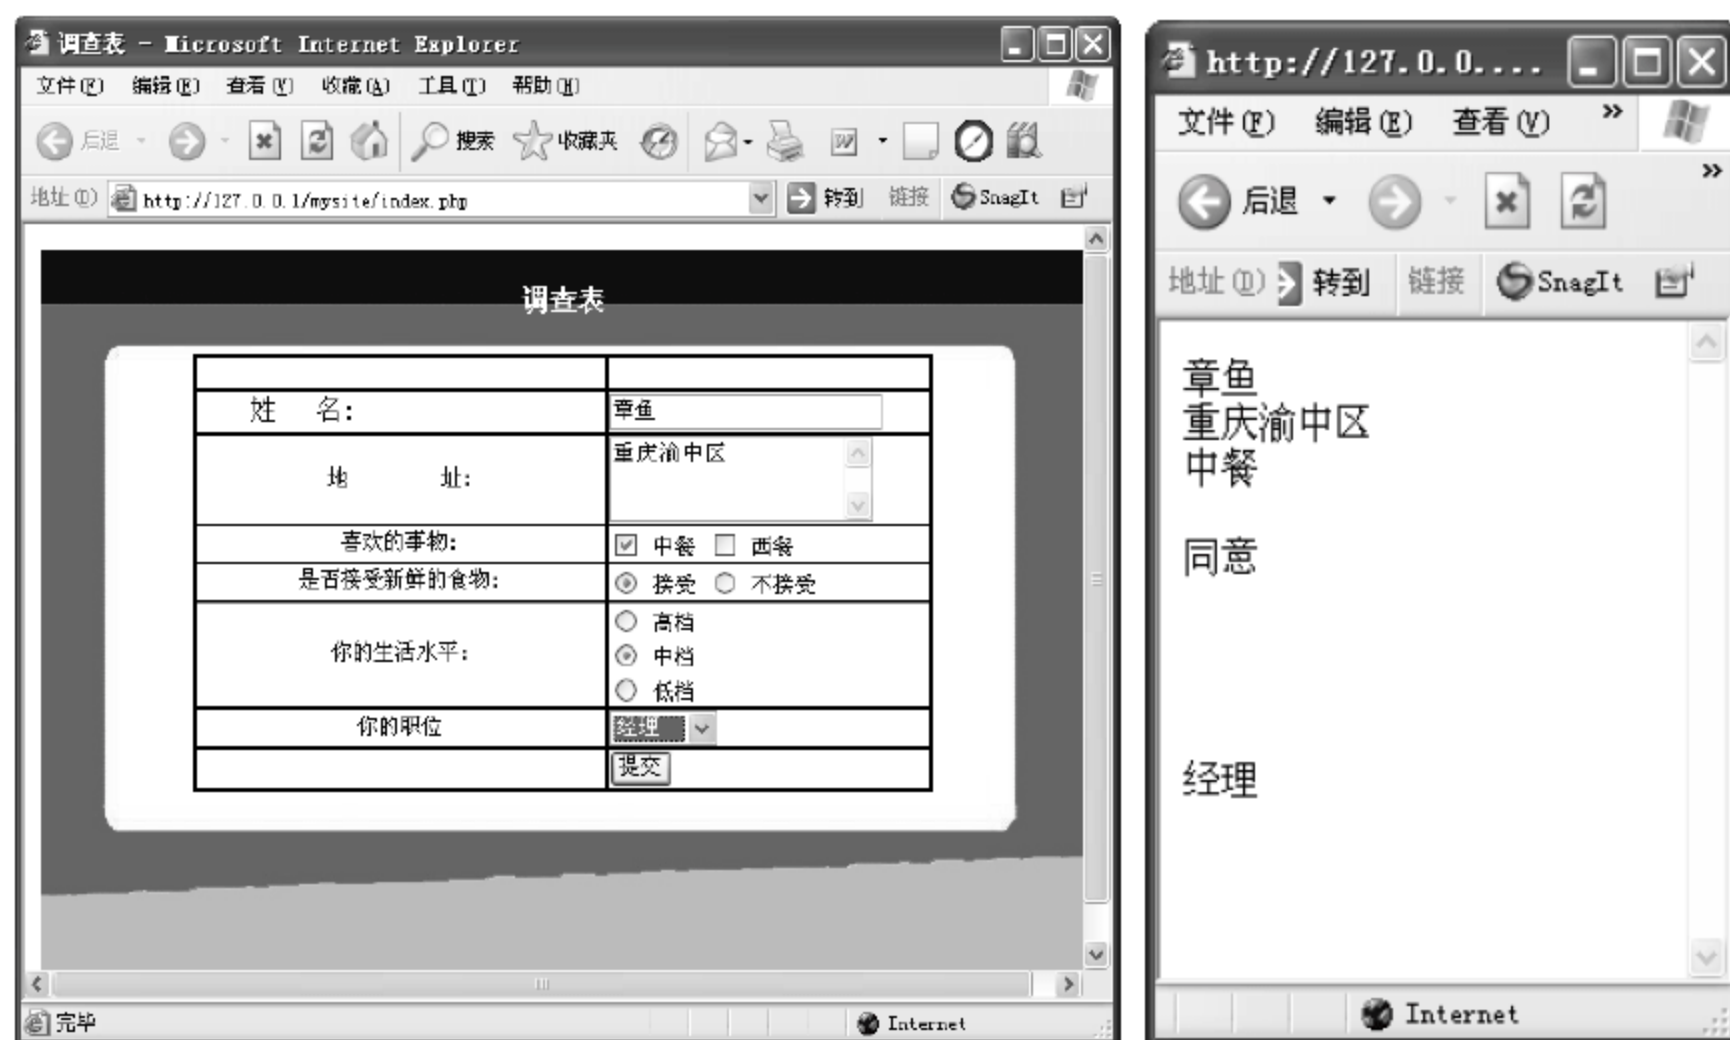 调查表 - Microsoft Internet Explorer
文件(F) 编辑(E) 查看(V) 收藏(A) 工具(T) 帮助(H)
后退 搜索 收藏夹
地址(D) http://127.0.0.1/mysite/index.php 转到 链接 SnagIt
调查表
姓 名: 章鱼
地 址: 重庆渝中区
喜欢的事物: 中餐 西餐
是否接受新鲜的食物: 接受 不接受
你的生活水平: 高档
中档
低档
你的职位 经理
提交
完毕 Internet
http://127.0.0....
文件(F) 编辑(E) 查看(V) »
后退 »
地址(D) 转到 链接 SnagIt
章鱼
重庆渝中区
中餐
同意
经理
Internet